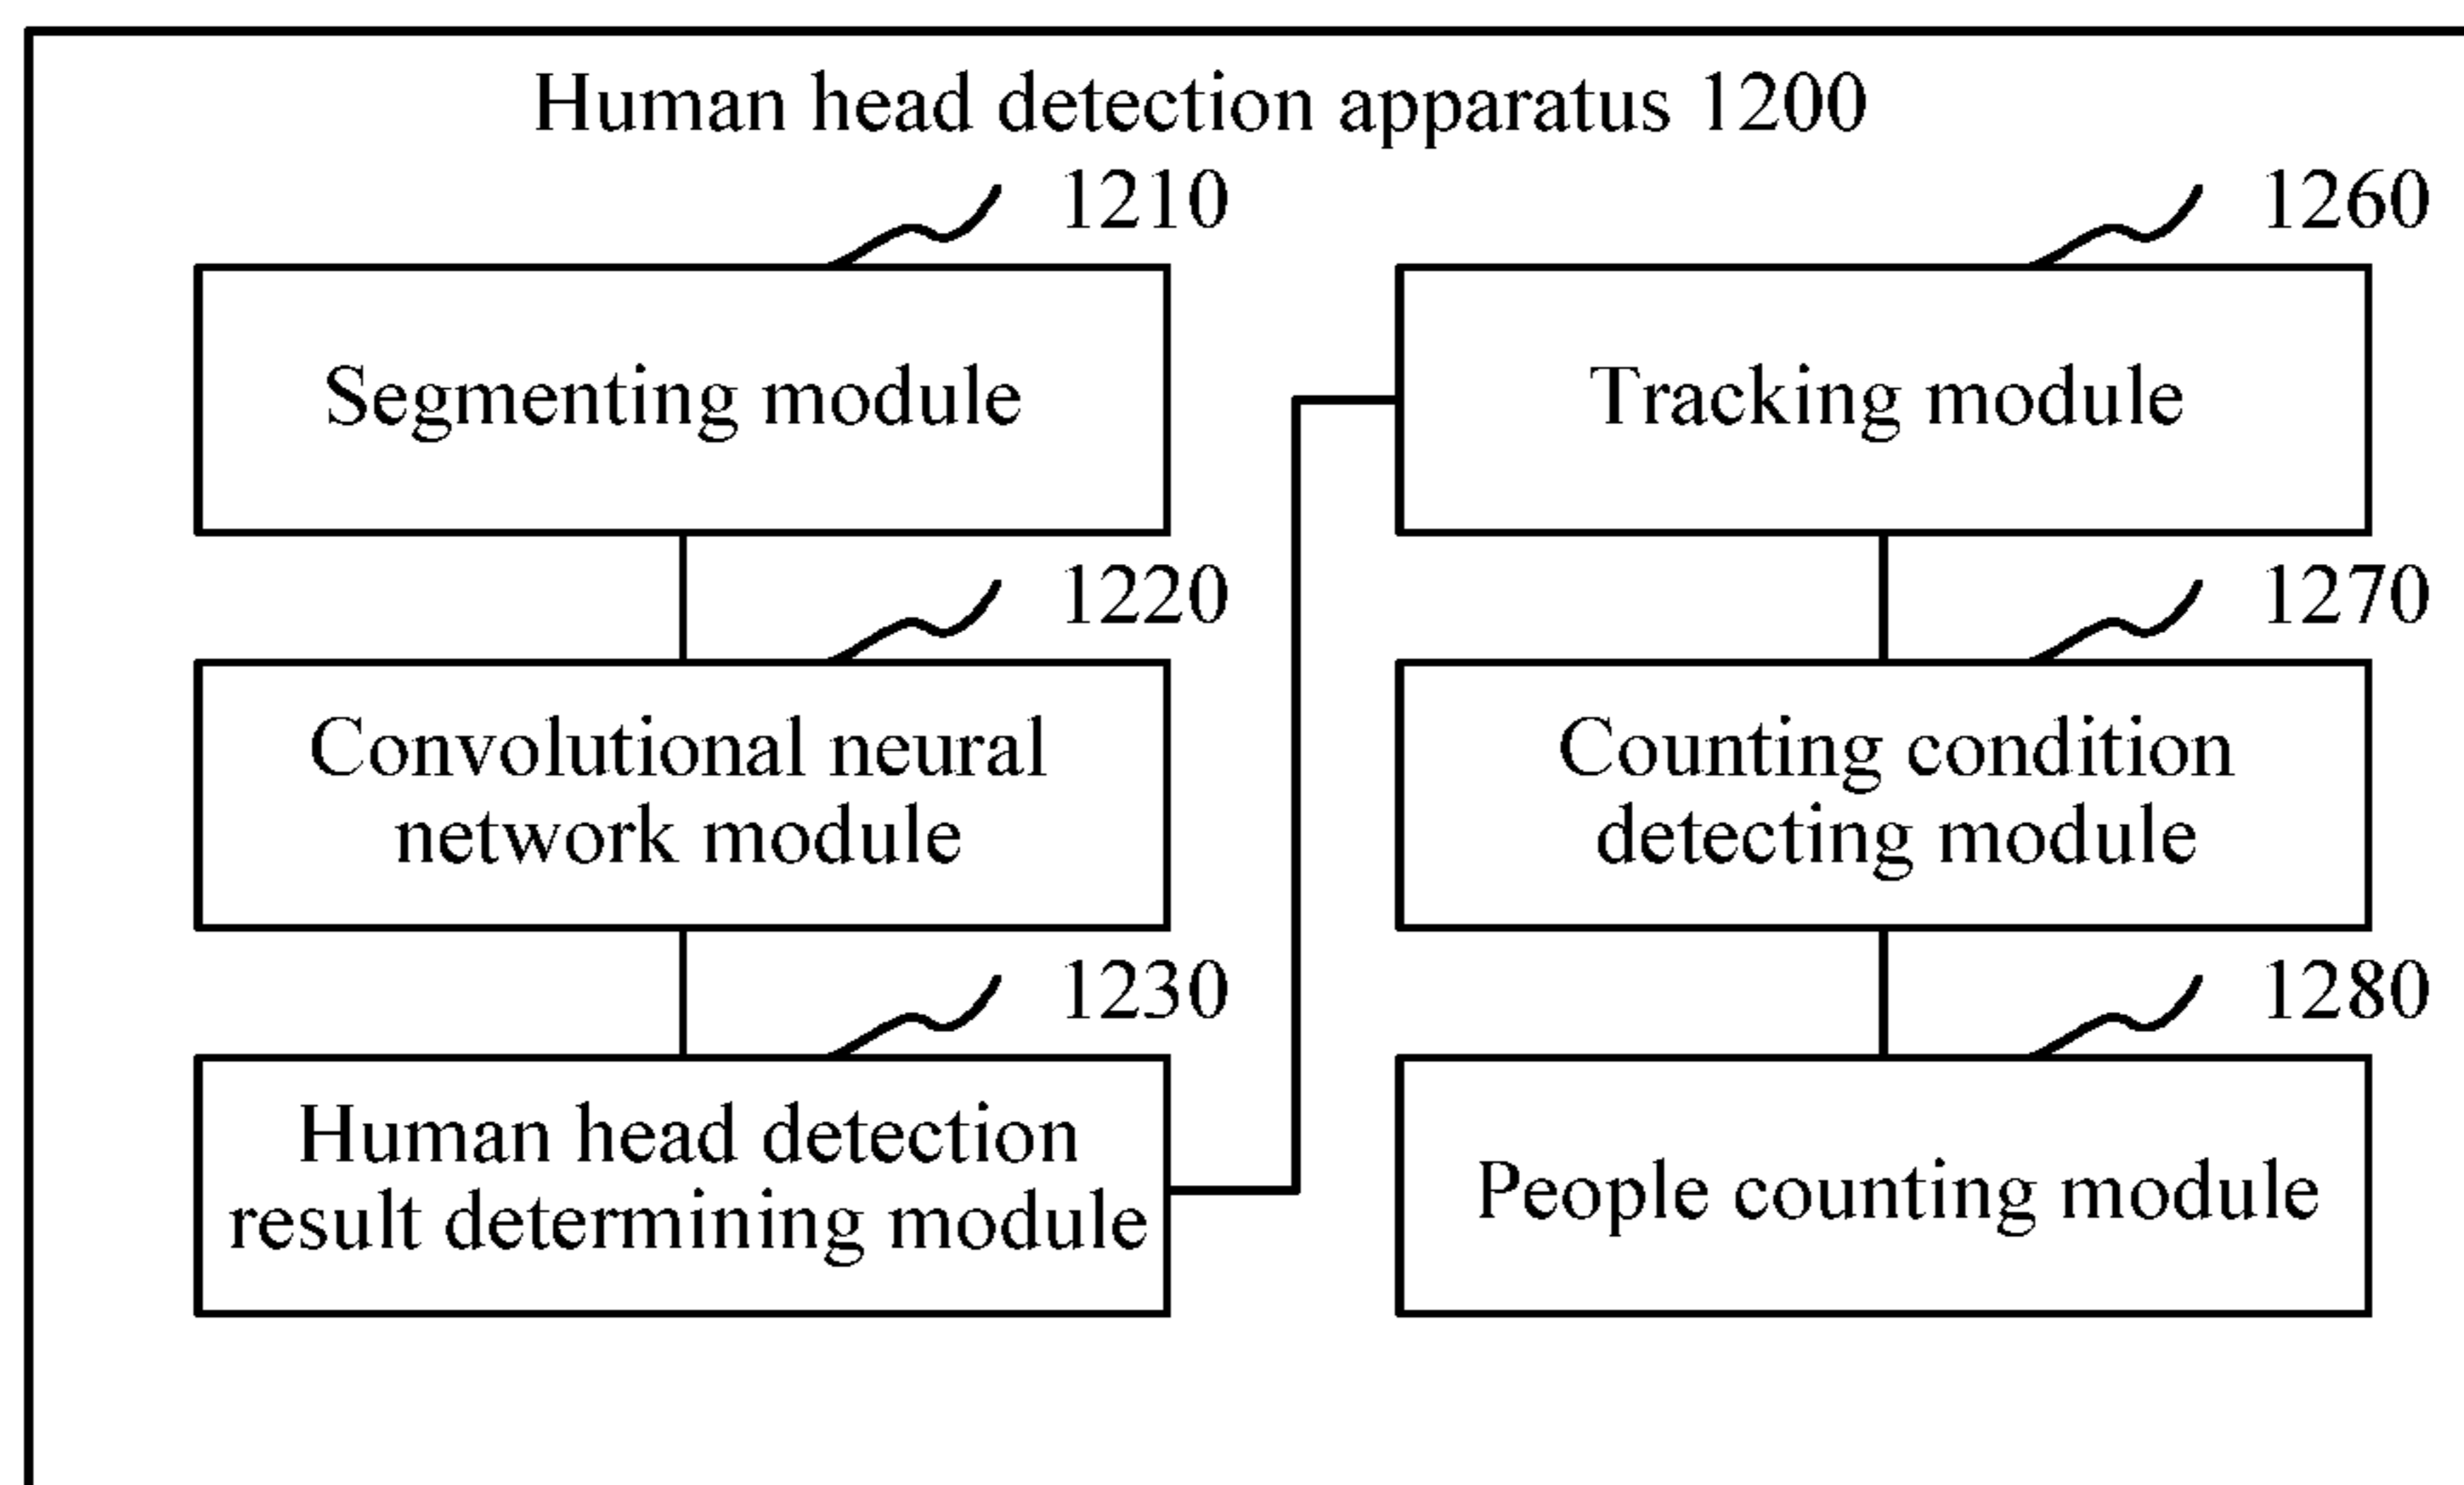 Human head detection apparatus 1200
1210
Segmenting module
1220
Convolutional neural
network module
1230
Human head detection
result determining module
1260
Tracking module
1270
Counting condition
detecting module
1280
People counting module